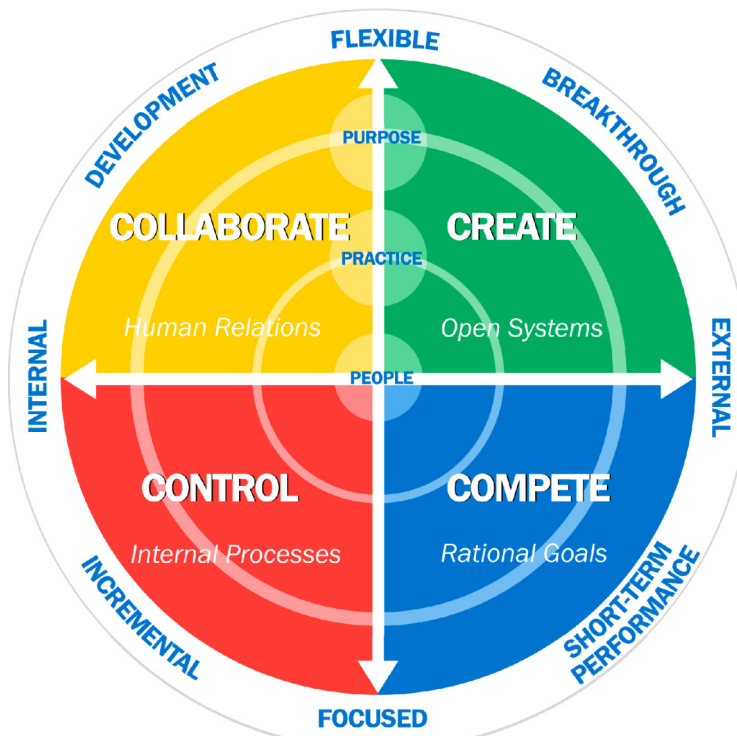 FLEXIBLE
DEVELOPMENT
BREAKTHROUGH
PURPOSE
COLLABORATE
CREATE
PRACTICE
Human Relations
Open Systems
INTERNAL
PEOPLE
EXTERNAL
CONTROL
COMPETE
Internal Processes
Rational Goals
INCREMENTAL
SHORT-TERM
PERFORMANCE
FOCUSED